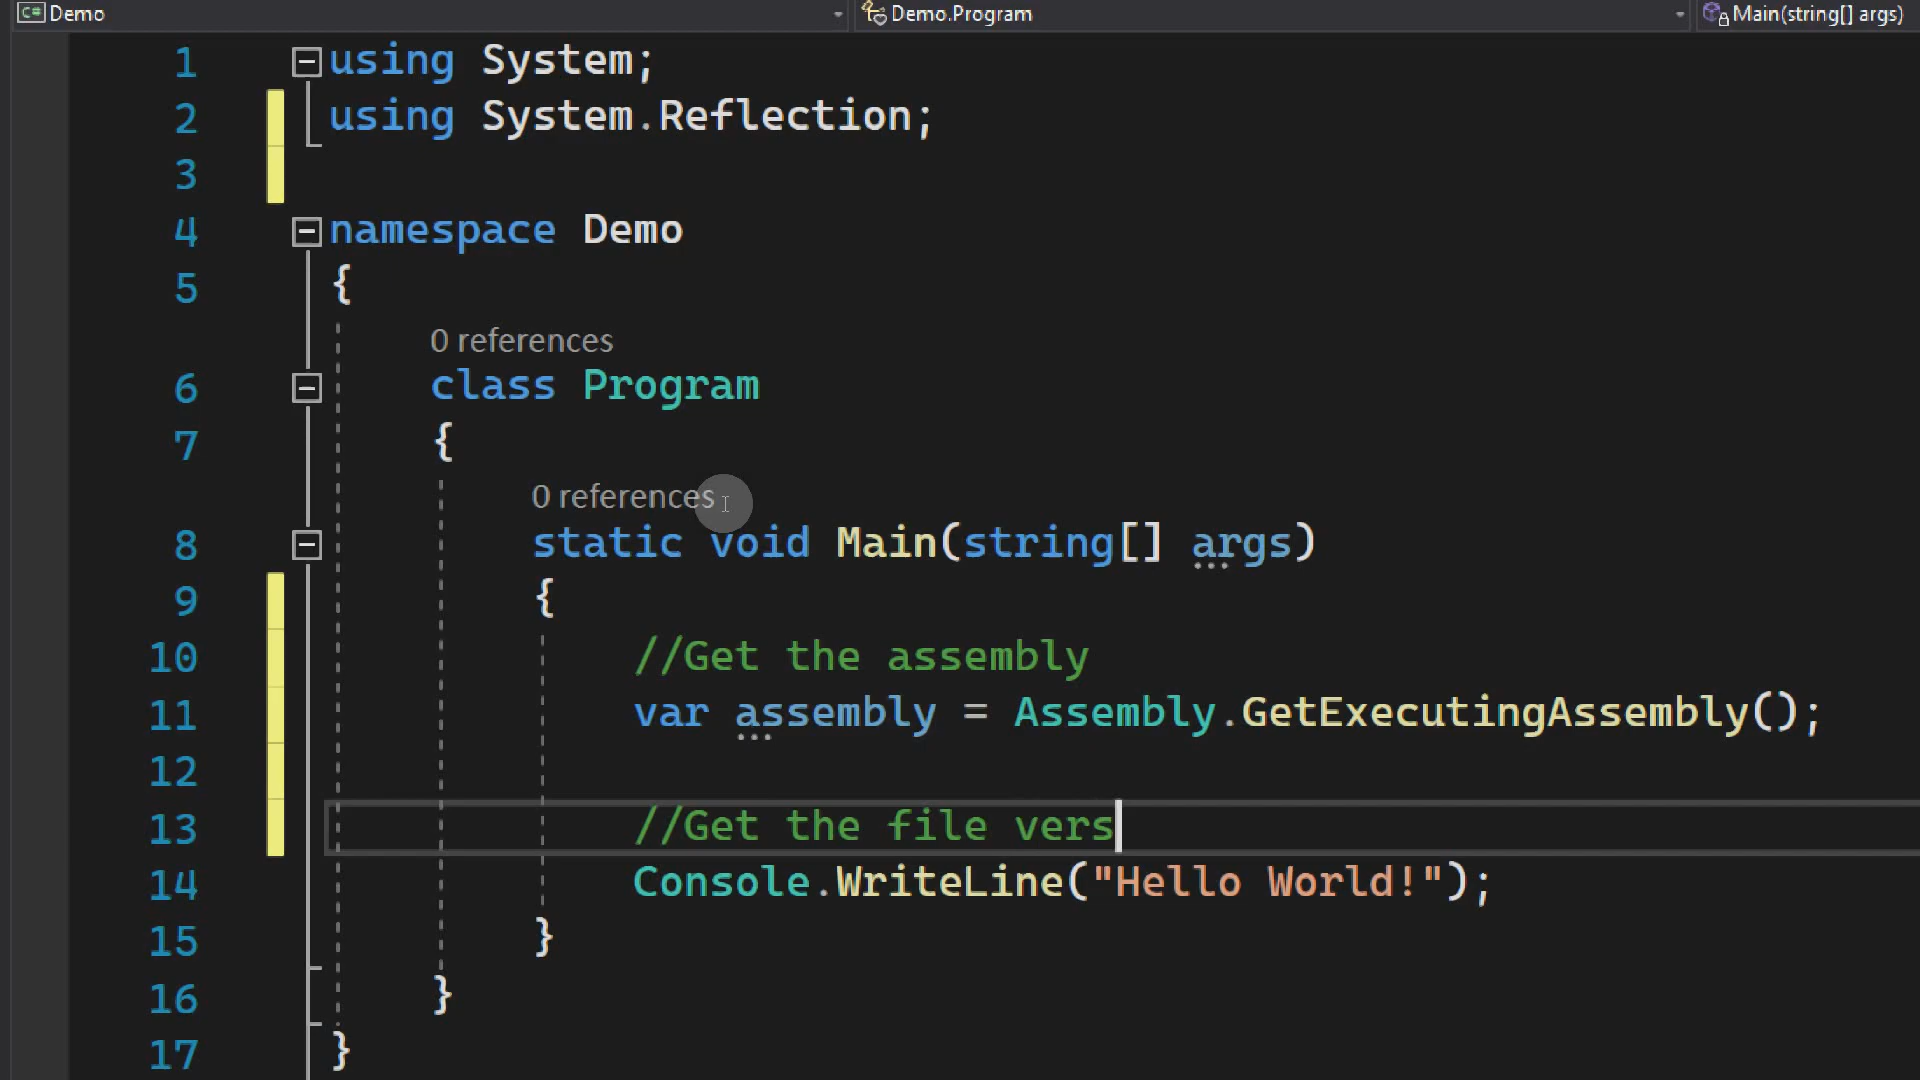 C# Demo Demo.Program Main(string[] args)
1 using System;
2 using System.Reflection;
3
4 namespace Demo
5 {
0 references
6 class Program
7 {
0 references
8 static void Main(string[] args)
9 {
10 //Get the assembly
11 var assembly = Assembly.GetExecutingAssembly();
12
13 //Get the file vers
14 Console.WriteLine("Hello World!");
15 }
16 }
17 }